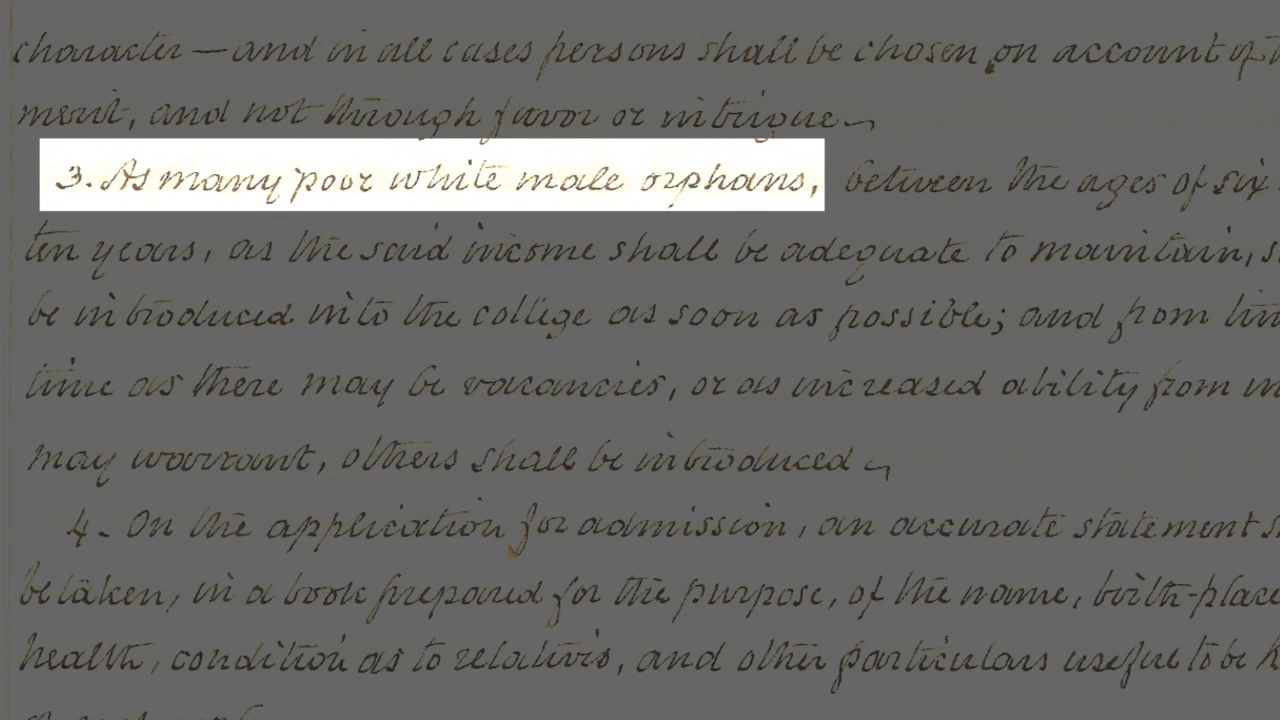 character — and in all cases persons shall be chosen on account of
merit, and not through favor or intrigue
3. As many poor white male orphans, between the ages of six
ten years, as the said income shall be adequate to maintain,
be introduced into the college as soon as possible; and from
time as there may be vacancies, or as increased ability from
may warrant, others shall be introduced
4. On the application for admission, an accurate statement
be taken, in a book prepared for the purpose, of the name, birth-place
health, condition as to relatives, and other particulars useful to be